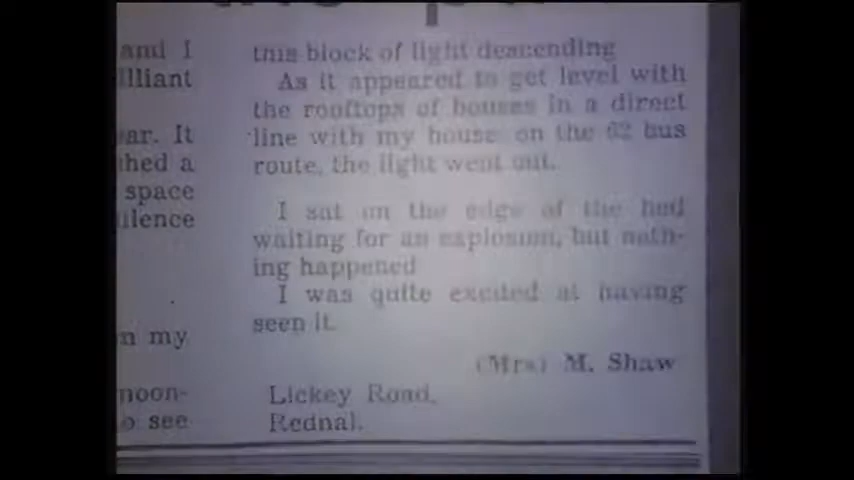 and I
illiant
ear. It
hed a
space
silence
n my
noon-
o see
this block of light descending
As it appeared to get level with
the rooftops of houses in a direct
line with my house on the 62 bus
route, the light went out.
I sat on the edge of the bed
waiting for an explosion, but noth-
ing happened
I was quite excited at having
seen it.
(Mrs) M. Shaw
Lickey Road,
Rednal.